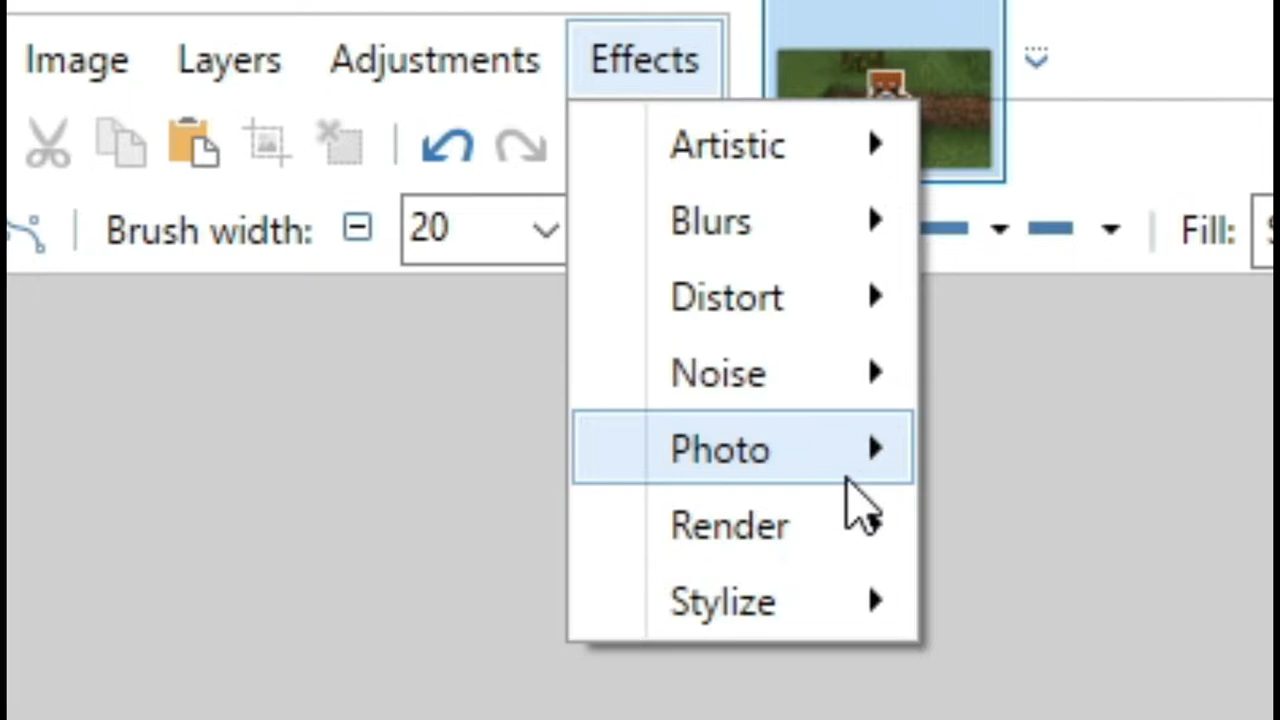 Image Layers Adjustments Effects
Brush width: 20
Fill:
Artistic
Blurs
Distort
Noise
Photo
Render
Stylize